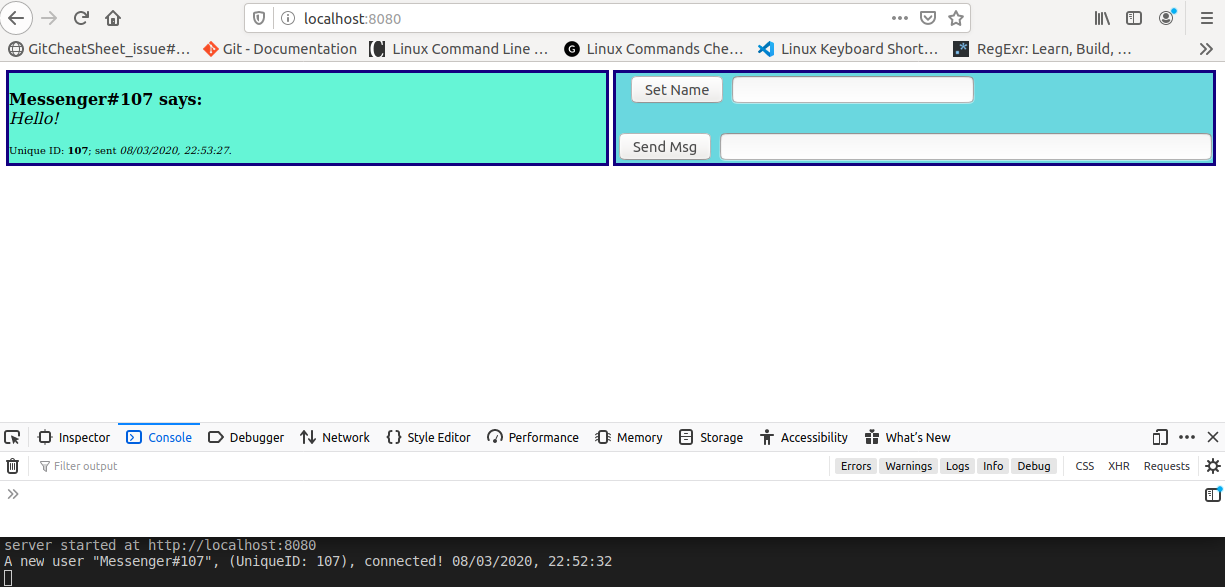 localhost:8080
GitCheatSheet_issue#… Git - Documentation Linux Command Line … Linux Commands Che… Linux Keyboard Short… RegExr: Learn, Build, …
Messenger#107 says:
Hello!
Unique ID: 107; sent 08/03/2020, 22:53:27.
Set Name
Send Msg
Inspector Console Debugger Network Style Editor Performance Memory Storage Accessibility What's New
Filter output Errors Warnings Logs Info Debug CSS XHR Requests
server started at http://localhost:8080
A new user "Messenger#107", (UniqueID: 107), connected! 08/03/2020, 22:52:32